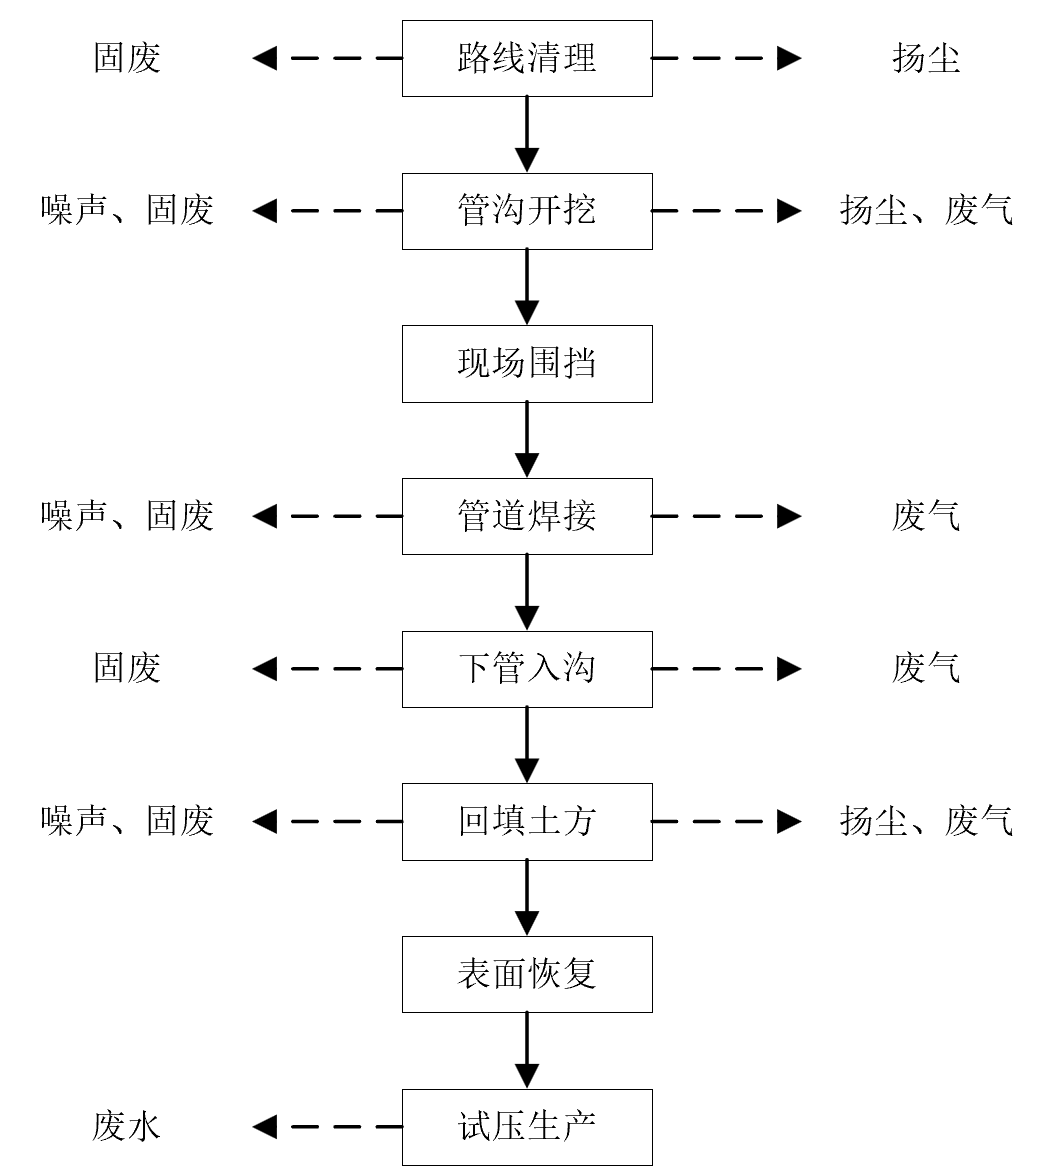 固废 路线清理 扬尘
噪声、固废 管沟开挖 扬尘、废气
现场围挡
噪声、固废 管道焊接 废气
固废 下管入沟 废气
噪声、固废 回填土方 扬尘、废气
表面恢复
废水 试压生产